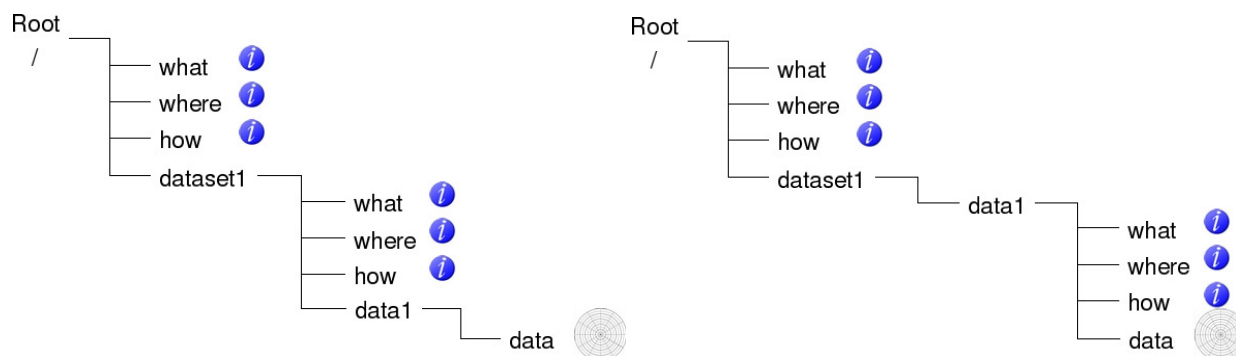 Root
/
what i
where i
how i
dataset1
what i
where i
how i
data1
data
Root
/
what i
where i
how i
dataset1
data1
what i
where i
how i
data